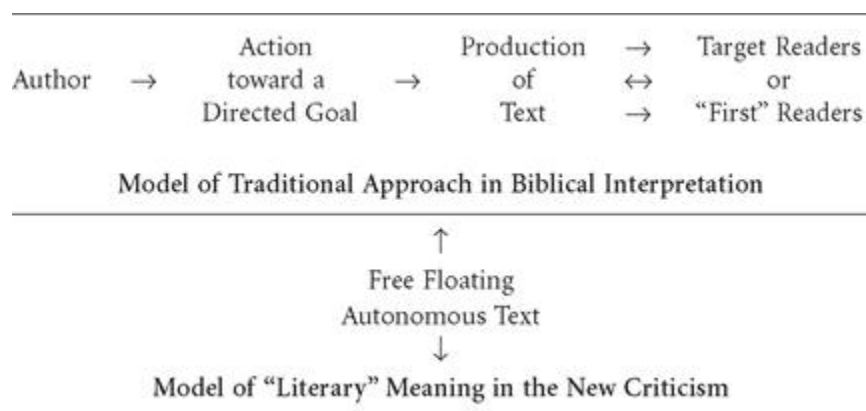 Action Production → Target Readers
Author → toward a → of ↔ or
Directed Goal Text → “First” Readers
Model of Traditional Approach in Biblical Interpretation
↑
Free Floating
Autonomous Text
↓
Model of “Literary” Meaning in the New Criticism